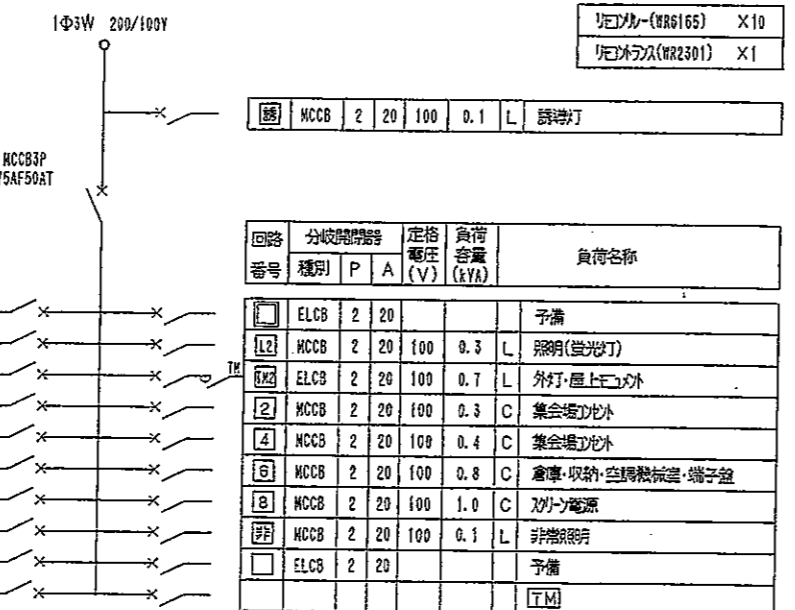 1Φ3W 200/100V
リモコンリレー(WR6165) ×10
リモコントランス(WR2301) ×1
誘 MCCB 2 20 100 0.1 L 誘導灯
MCCB3P
75AF50AT
回路番号 分岐開閉器 種別 P A 定格電圧(V) 負荷容量(kVA) 負荷名称
ELCB 2 20 予備
L2 MCCB 2 20 100 0.3 L 照明(蛍光灯)
TM
TM2 ELCB 2 20 100 0.7 L 外灯・屋上モニュメント
2 MCCB 2 20 100 0.3 C 集会場コンセント
4 MCCB 2 20 100 0.4 C 集会場コンセント
6 MCCB 2 20 100 0.8 C 倉庫・収納・空調機械室・端子盤
8 MCCB 2 20 100 1.0 C スクリーン電源
非 MCCB 2 20 100 0.1 L 非常照明
ELCB 2 20 予備
TM